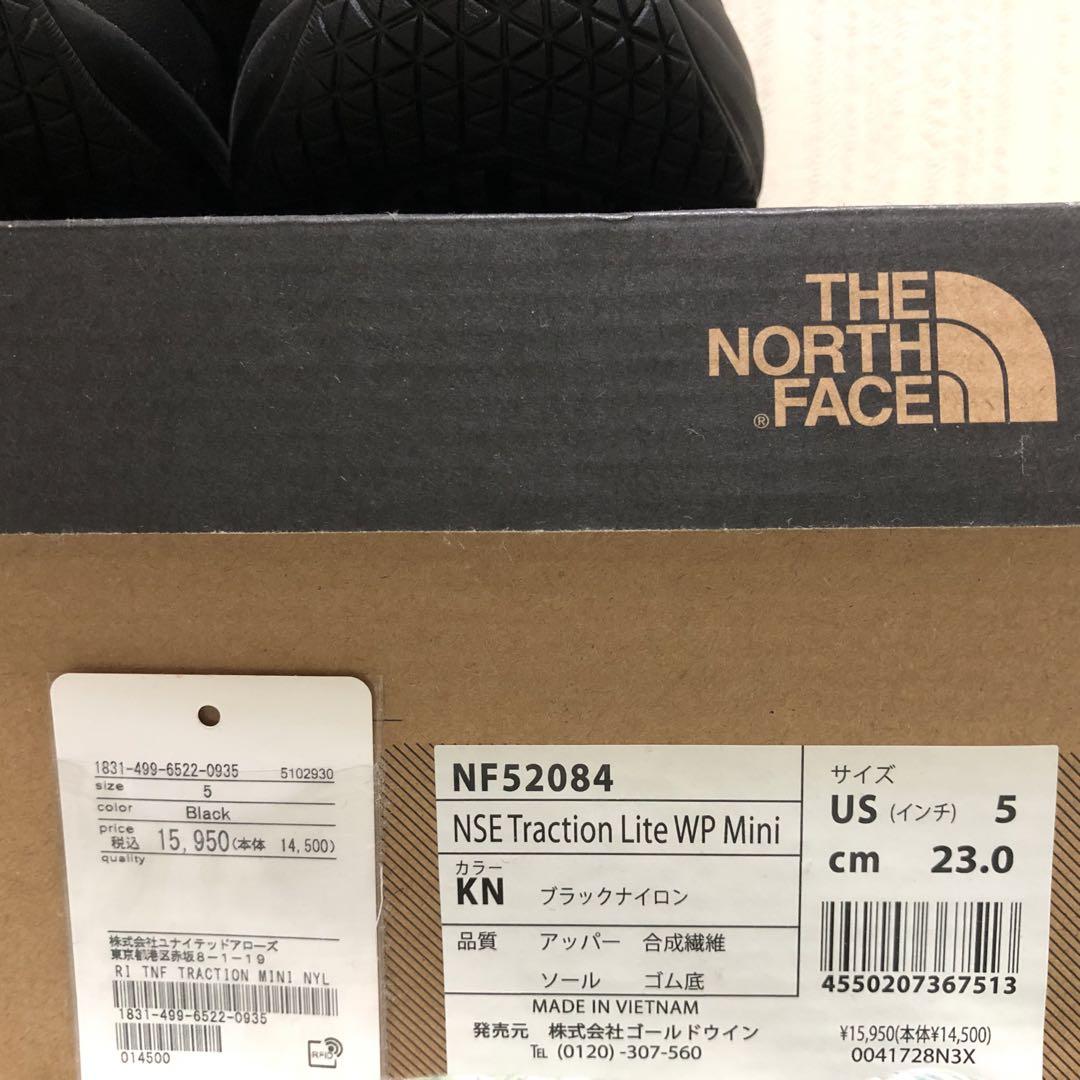 THE
NORTH
FACE
®
1831-499-6522-0935 5102930
size 5
color Black
price 税込 15,950(本体 14,500)
quality
株式会社ユナイテッドアローズ
東京都港区赤坂8-1-19
RI TNF TRACTION MINI NYL
1831-499-6522-0935
014500
RFID
NF52084
NSE Traction Lite WP Mini
カラー
KN ブラックナイロン
品質 アッパー 合成繊維
ソール ゴム底
MADE IN VIETNAM
発売元 株式会社ゴールドウイン
TEL (0120) -307-560
サイズ
US (インチ) 5
cm 23.0
4550207367513
¥15,950(本体¥14,500)
0041728N3X